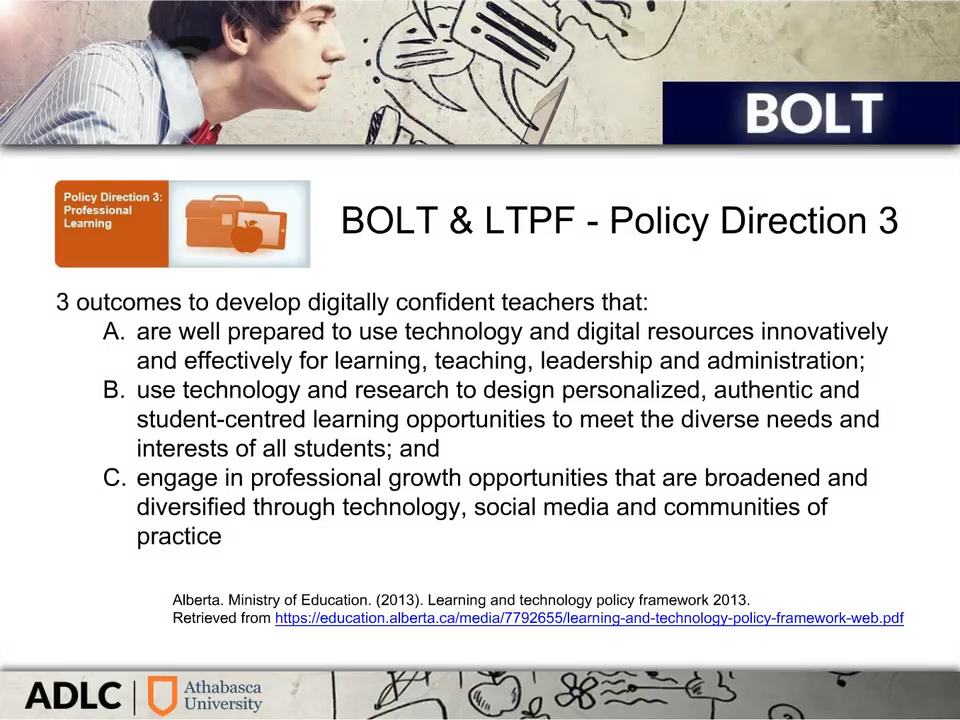 BOLT
Policy Direction 3:
Professional
Learning
BOLT & LTPF - Policy Direction 3
3 outcomes to develop digitally confident teachers that:
A. are well prepared to use technology and digital resources innovatively
and effectively for learning, teaching, leadership and administration;
B. use technology and research to design personalized, authentic and
student-centred learning opportunities to meet the diverse needs and
interests of all students; and
C. engage in professional growth opportunities that are broadened and
diversified through technology, social media and communities of
practice
Alberta. Ministry of Education. (2013). Learning and technology policy framework 2013.
Retrieved from https://education.alberta.ca/media/7792655/learning-and-technology-policy-framework-web.pdf
ADLC
Athabasca
University